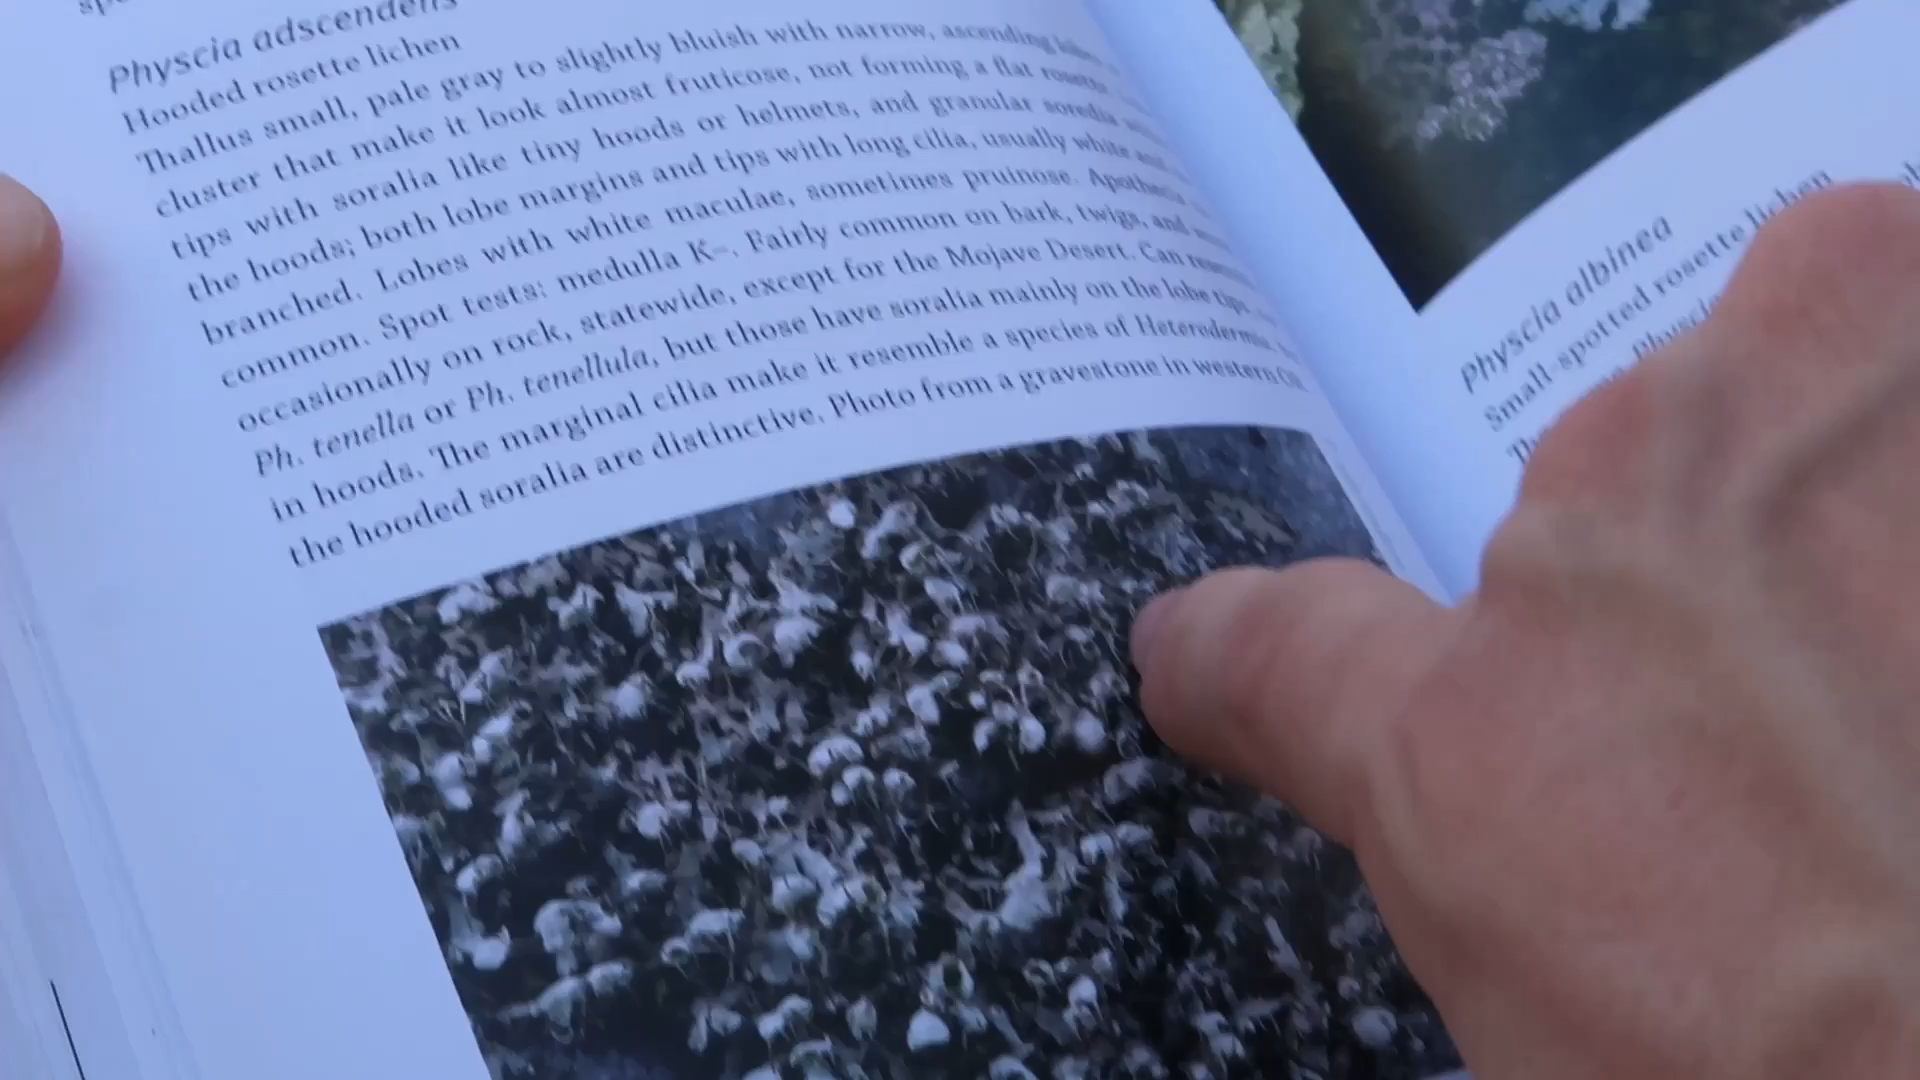 Physcia adscendens
Hooded rosette lichen
Thallus small, pale gray to slightly bluish with narrow, ascending
cluster that make it look almost fruticose, not forming a flat
tips with soralia like tiny hoods or helmets, and granular soredia
the hoods; both lobe margins and tips with long cilia, usually white
branched. Lobes with white maculae, sometimes pruinose.
common. Spot tests: medulla K–. Fairly common on bark, twigs, and
occasionally on rock, statewide, except for the Mojave Desert. Can
Ph. tenella or Ph. tenellula, but those have soralia mainly on the lobe tips
in hoods. The marginal cilia make it resemble a species of
the hooded soralia are distinctive. Photo from a gravestone in western
Physcia albinea
Small-spotted rosette lichen